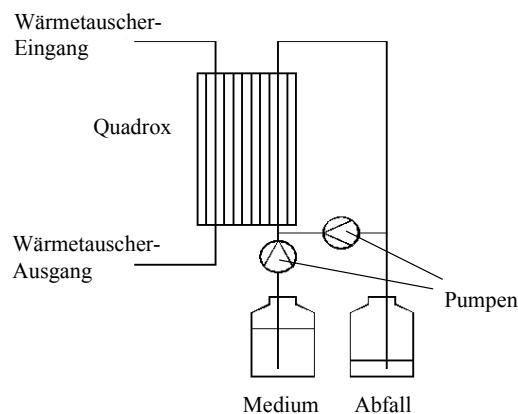 Wärmetauscher-
Eingang
Quadrox
Wärmetauscher-
Ausgang
Pumpen
Medium
Abfall